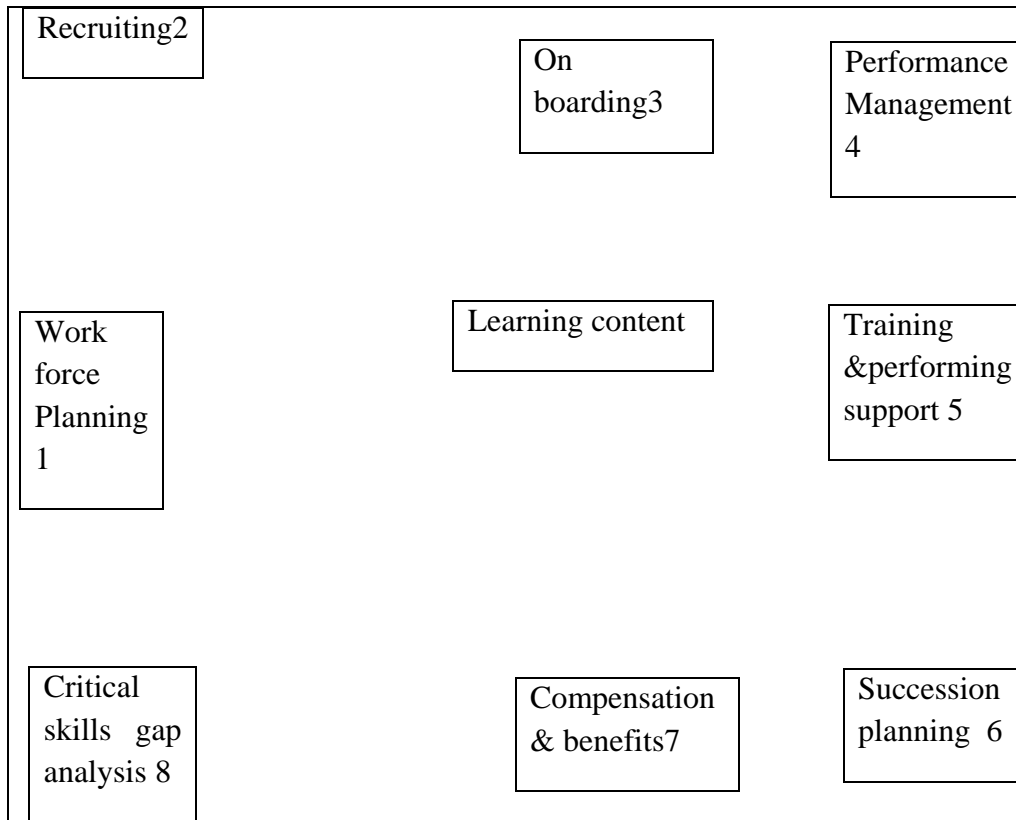 Recruiting2
On
boarding3
Performance
Management
4
Work
force
Planning
1
Learning content
Training
&performing
support 5
Critical
skills gap
analysis 8
Compensation
& benefits7
Succession
planning 6